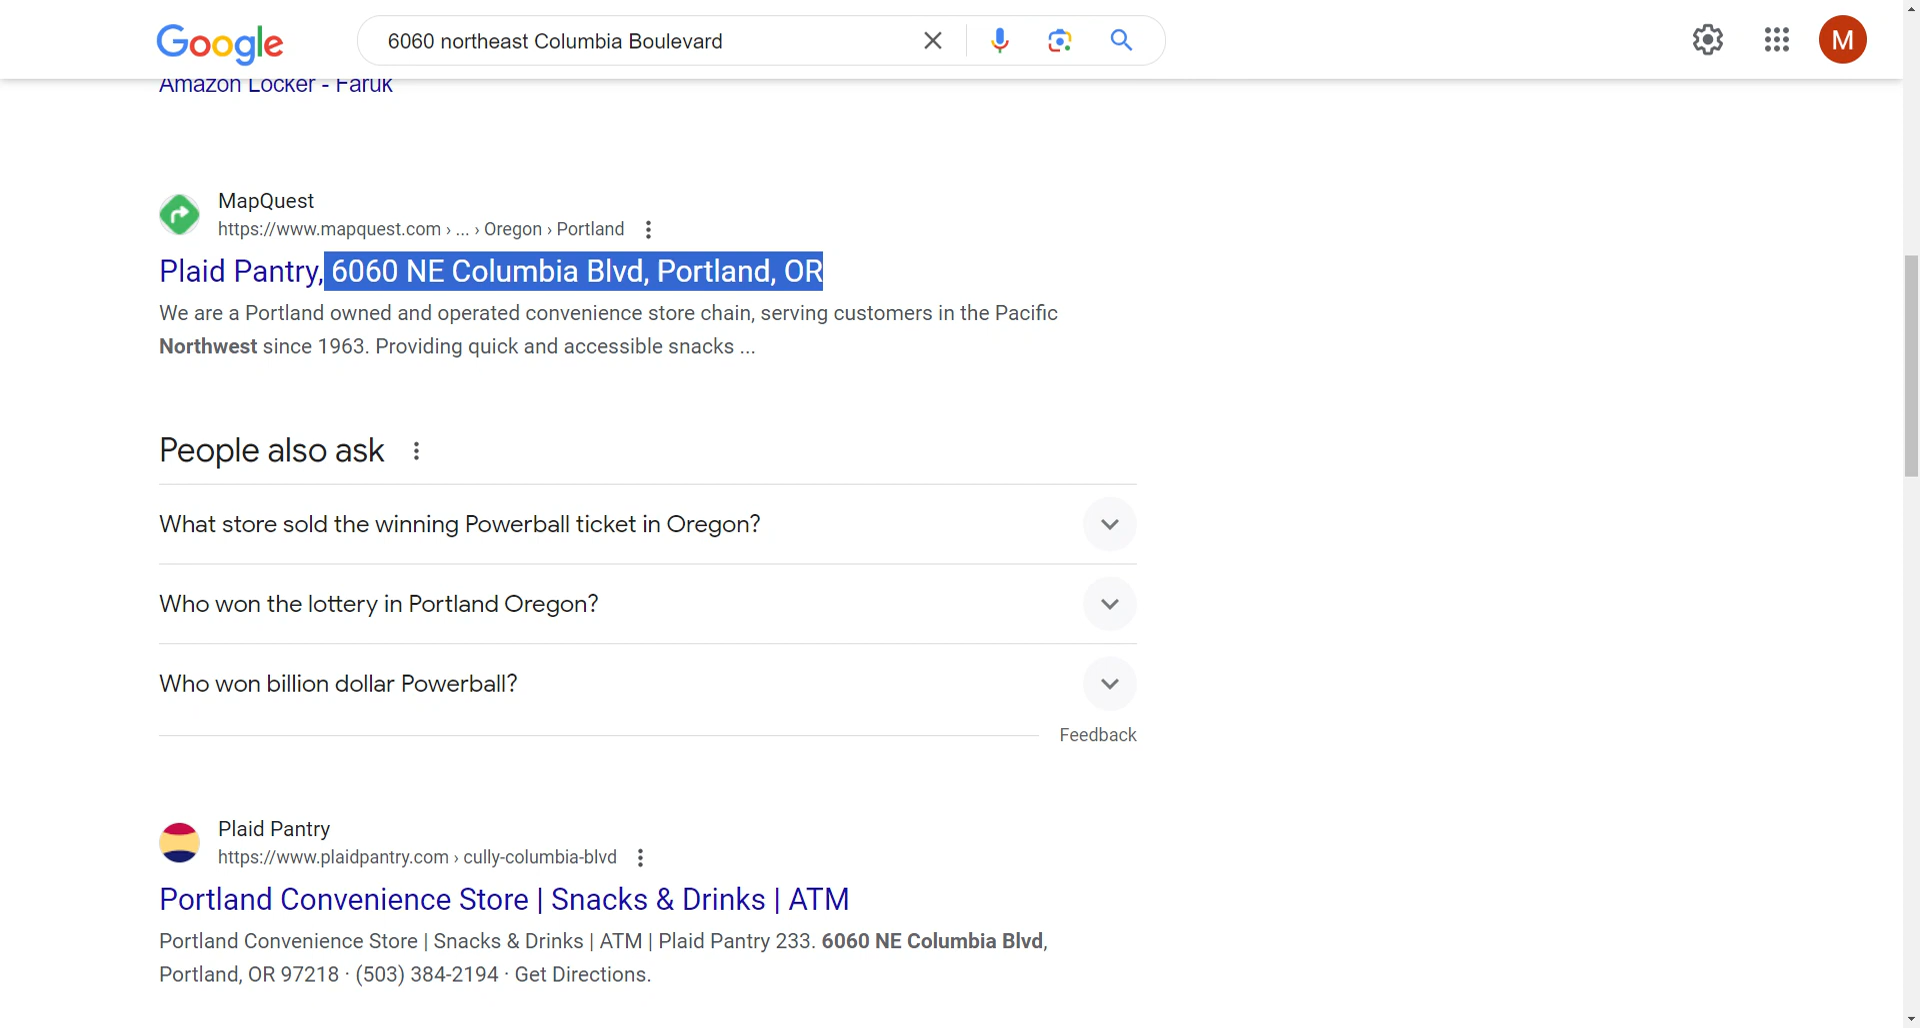 Google
6060 northeast Columbia Boulevard
M
Amazon Locker - Faruk
MapQuest
https://www.mapquest.com › ... › Oregon › Portland
Plaid Pantry, 6060 NE Columbia Blvd, Portland, OR
We are a Portland owned and operated convenience store chain, serving customers in the Pacific
Northwest since 1963. Providing quick and accessible snacks ...
People also ask
What store sold the winning Powerball ticket in Oregon?
Who won the lottery in Portland Oregon?
Who won billion dollar Powerball?
Feedback
Plaid Pantry
https://www.plaidpantry.com › cully-columbia-blvd
Portland Convenience Store | Snacks & Drinks | ATM
Portland Convenience Store | Snacks & Drinks | ATM | Plaid Pantry 233. 6060 NE Columbia Blvd,
Portland, OR 97218 · (503) 384-2194 · Get Directions.